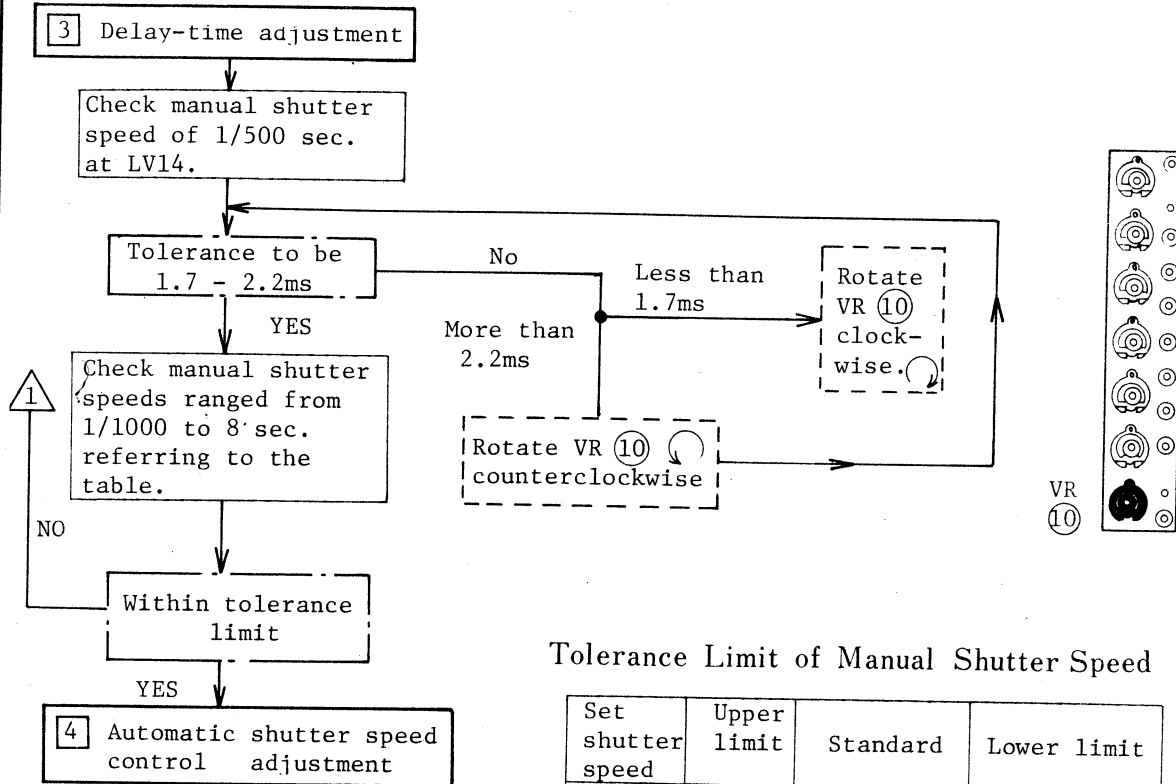 3 Delay-time adjustment
Check manual shutter
speed of 1/500 sec.
at LV14.
Tolerance to be
1.7 - 2.2ms
No
Less than
1.7ms
Rotate
VR 10
clock-
wise.
YES
More than
2.2ms
Rotate VR 10
counterclockwise
1
Check manual shutter
speeds ranged from
1/1000 to 8 sec.
referring to the
table.
NO
VR
10
Within tolerance
limit
YES
4 Automatic shutter speed
control adjustment
Tolerance Limit of Manual Shutter Speed
Set
shutter
speed
Upper
limit
Standard
Lower limit